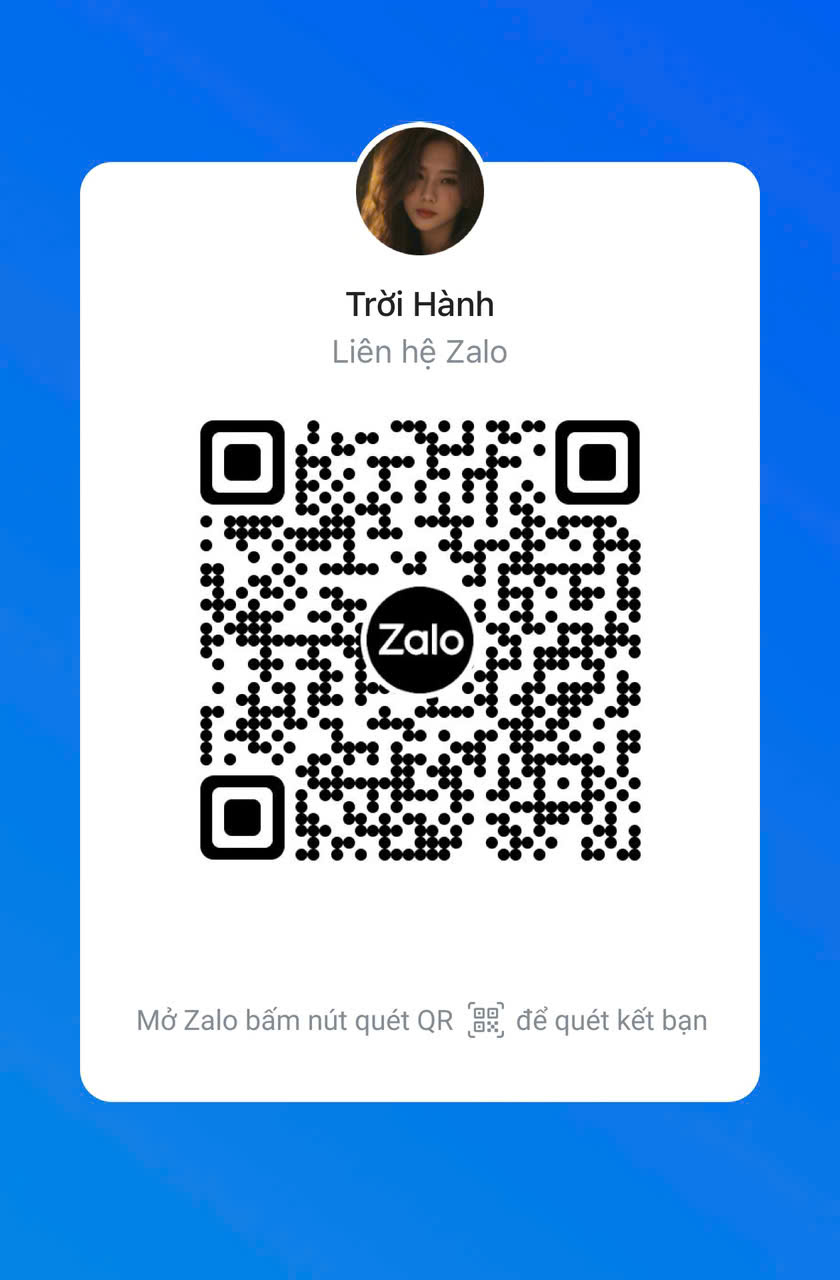 Trời Hành
Liên hệ Zalo
Zalo
Mở Zalo bấm nút quét QR để quét kết bạn